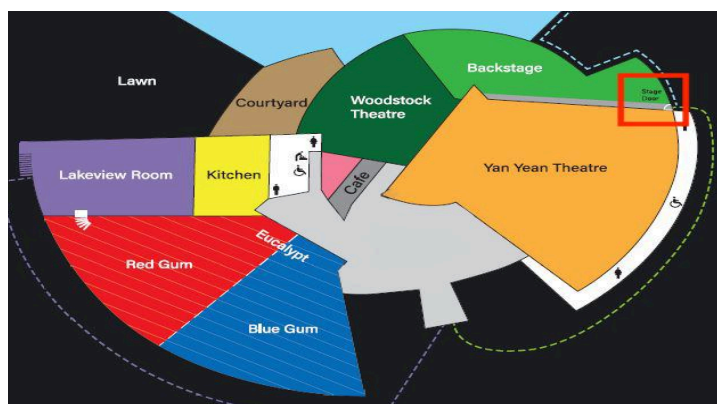 Backstage
Lawn
Stage
Door
Courtyard
Woodstock
Theatre
Yan Yean Theatre
Lakeview Room
Kitchen
Cafe
Eucalypt
Red Gum
Blue Gum